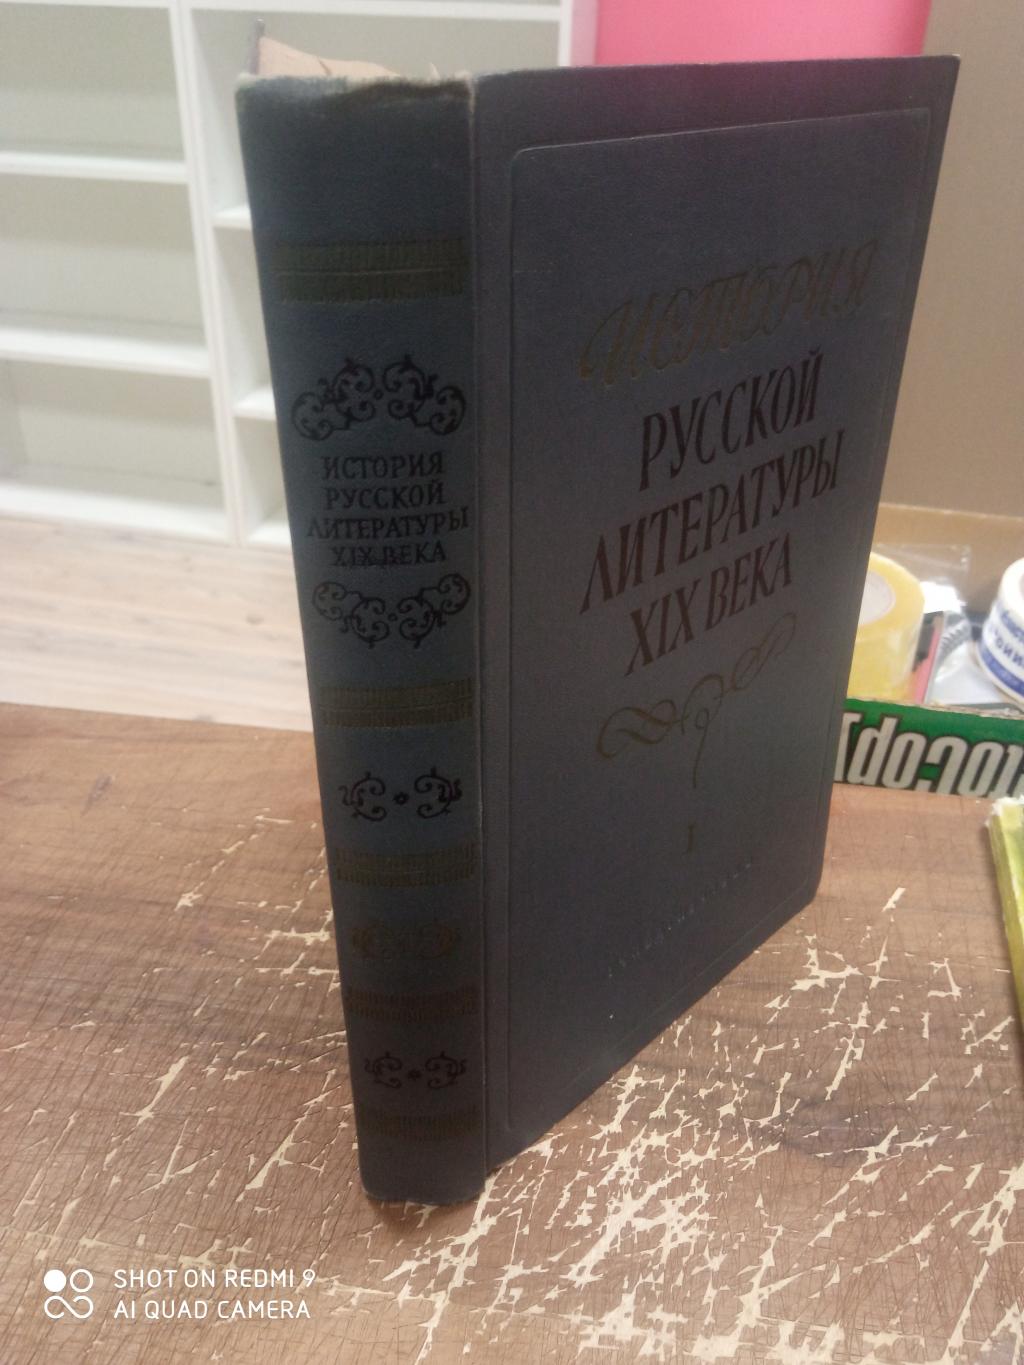 ИСТОРИЯ
РУССКОЙ
ЛИТЕРАТУРЫ
XIX ВЕКА
ИСТОРИЯ
РУССКОЙ
ЛИТЕРАТУРЫ
XIX ВЕКА
I
SHOT ON REDMI 9
AI QUAD CAMERA